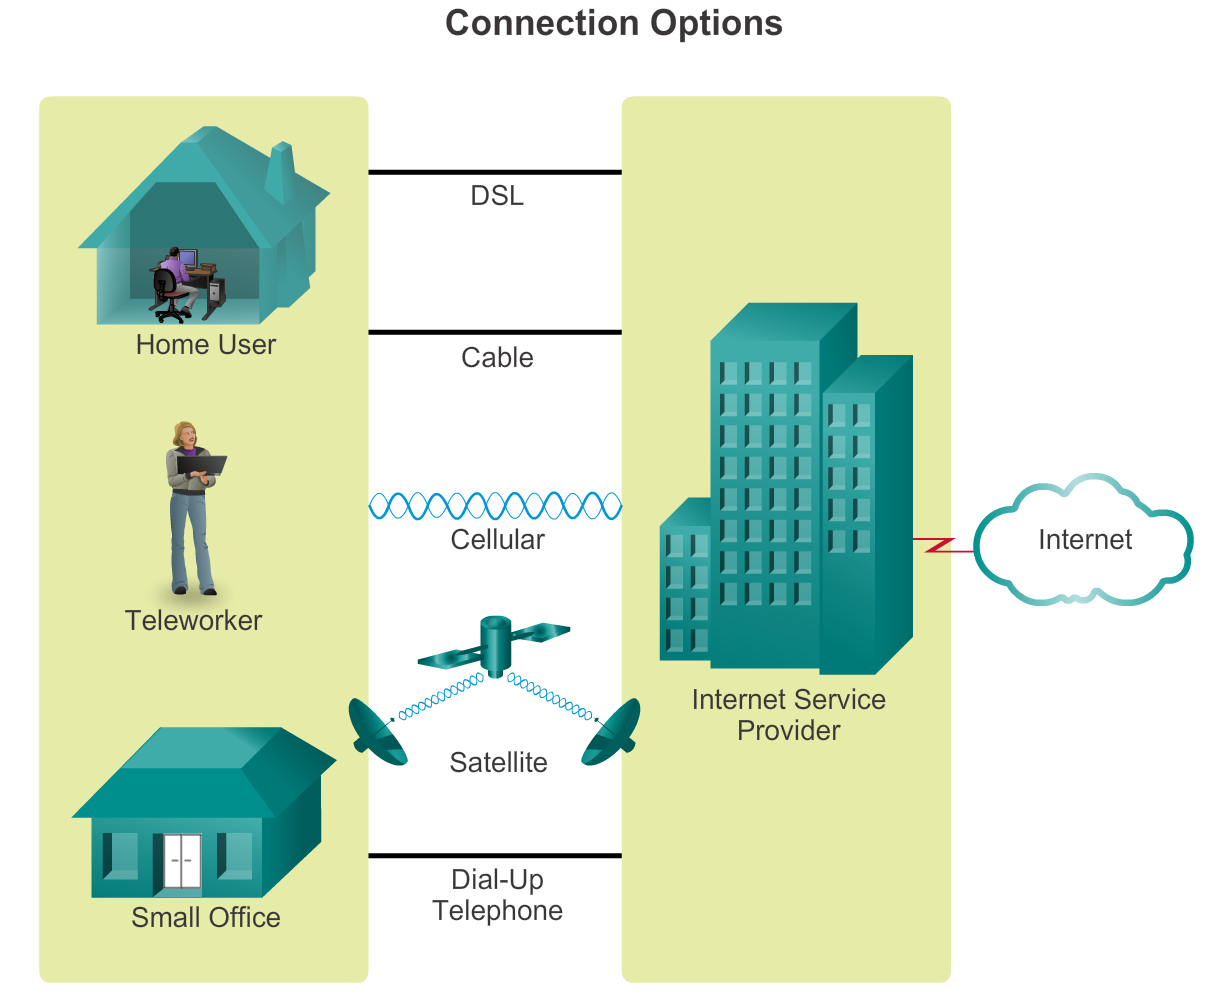 Connection Options
Home User
Teleworker
Small Office
DSL
Cable
Cellular
Satellite
Dial-Up
Telephone
Internet Service
Provider
Internet